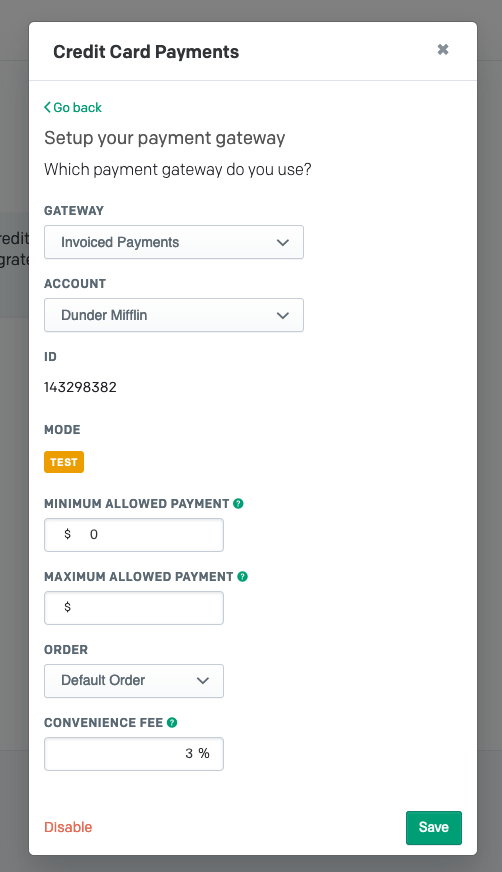 Credit Card Payments
Go back
Setup your payment gateway
Which payment gateway do you use?
GATEWAY
Invoiced Payments
ACCOUNT
Dunder Mifflin
ID
143298382
MODE
TEST
MINIMUM ALLOWED PAYMENT ?
$ 0
MAXIMUM ALLOWED PAYMENT ?
$
ORDER
Default Order
CONVENIENCE FEE ?
3 %
Disable
Save